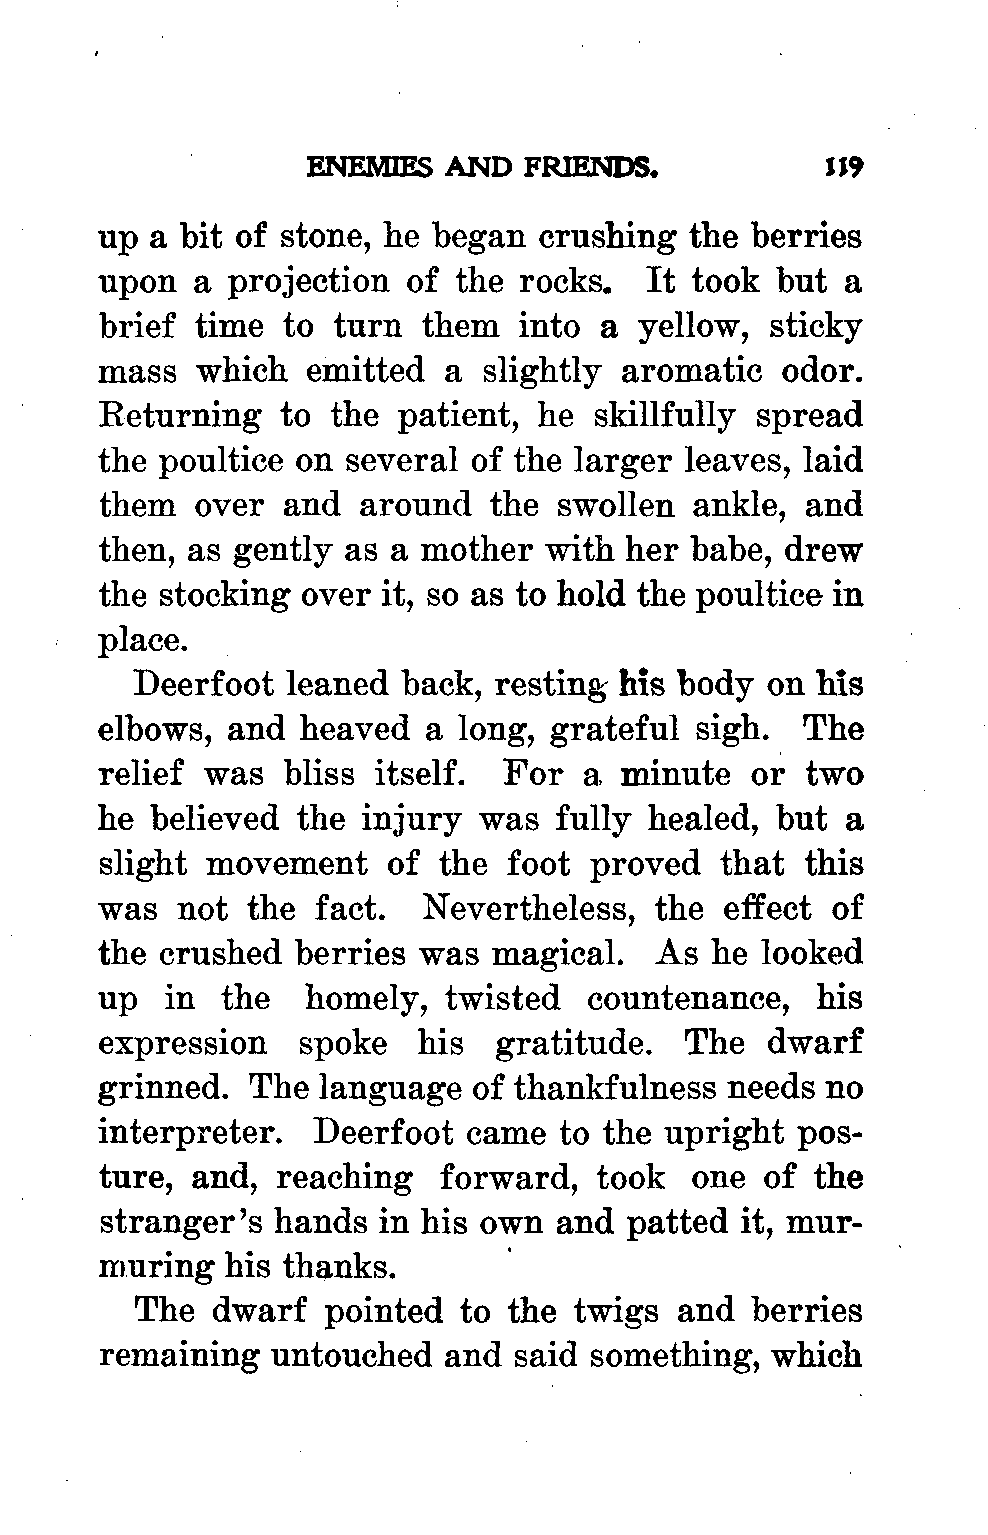 ENEMIES AND FRIENDS. 119
up a bit of stone, he began crushing the berries
upon a projection of the rocks. It took but a
brief time to turn them into a yellow, sticky
mass which emitted a slightly aromatic odor.
Returning to the patient, he skillfully spread
the poultice on several of the larger leaves, laid
them over and around the swollen ankle, and
then, as gently as a mother with her babe, drew
the stocking over it, so as to hold the poultice in
place.
Deerfoot leaned back, resting his body on his
elbows, and heaved a long, grateful sigh. The
relief was bliss itself. For a minute or two
he believed the injury was fully healed, but a
slight movement of the foot proved that this
was not the fact. Nevertheless, the effect of
the crushed berries was magical. As he looked
up in the homely, twisted countenance, his
expression spoke his gratitude. The dwarf
grinned. The language of thankfulness needs no
interpreter. Deerfoot came to the upright pos-
ture, and, reaching forward, took one of the
stranger's hands in his own and patted it, mur-
muring his thanks.
The dwarf pointed to the twigs and berries
remaining untouched and said something, which